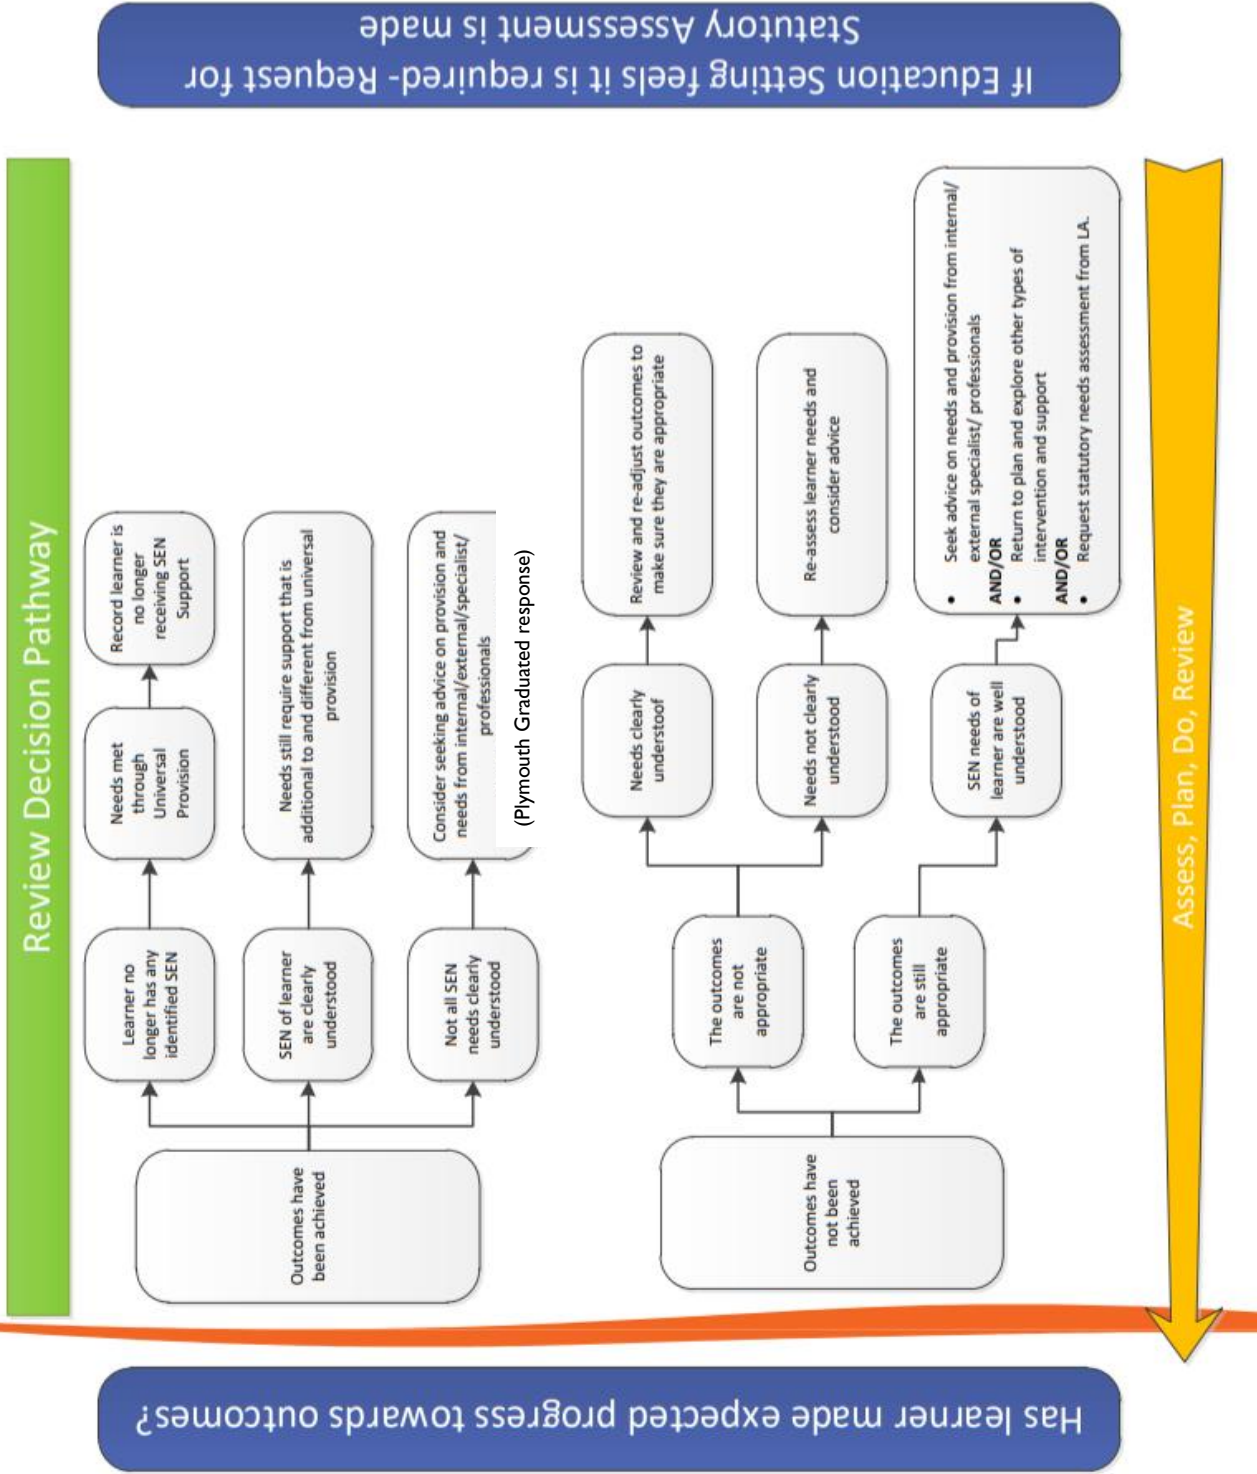 Review Decision Pathway
Has learner made expected progress towards outcomes?
Outcomes have
been achieved
Learner no
longer has any
identified SEN
Needs met
through
Universal
Provision
Record learner is
no longer
receiving SEN
Support
SEN of learner
are clearly
understood
Needs still require support that is
additional to and different from universal
provision
Not all SEN
needs clearly
understood
Consider seeking advice on provision and
needs from internal/external/specialist/
professionals
(Plymouth Graduated response)
Outcomes have
not been
achieved
The outcomes
are not
appropriate
Needs clearly
understoof
Review and re-adjust outcomes to
make sure they are appropriate
Needs not clearly
understood
Re-assess learner needs and
consider advice
The outcomes
are still
appropriate
SEN needs of
learner are well
understood
• Seek advice on needs and provision from internal/
external specialist/ professionals
AND/OR
• Return to plan and explore other types of
intervention and support
AND/OR
• Request statutory needs assessment from LA.
Assess, Plan, Do, Review
If Education Setting feels it is required- Request for
Statutory Assessment is made